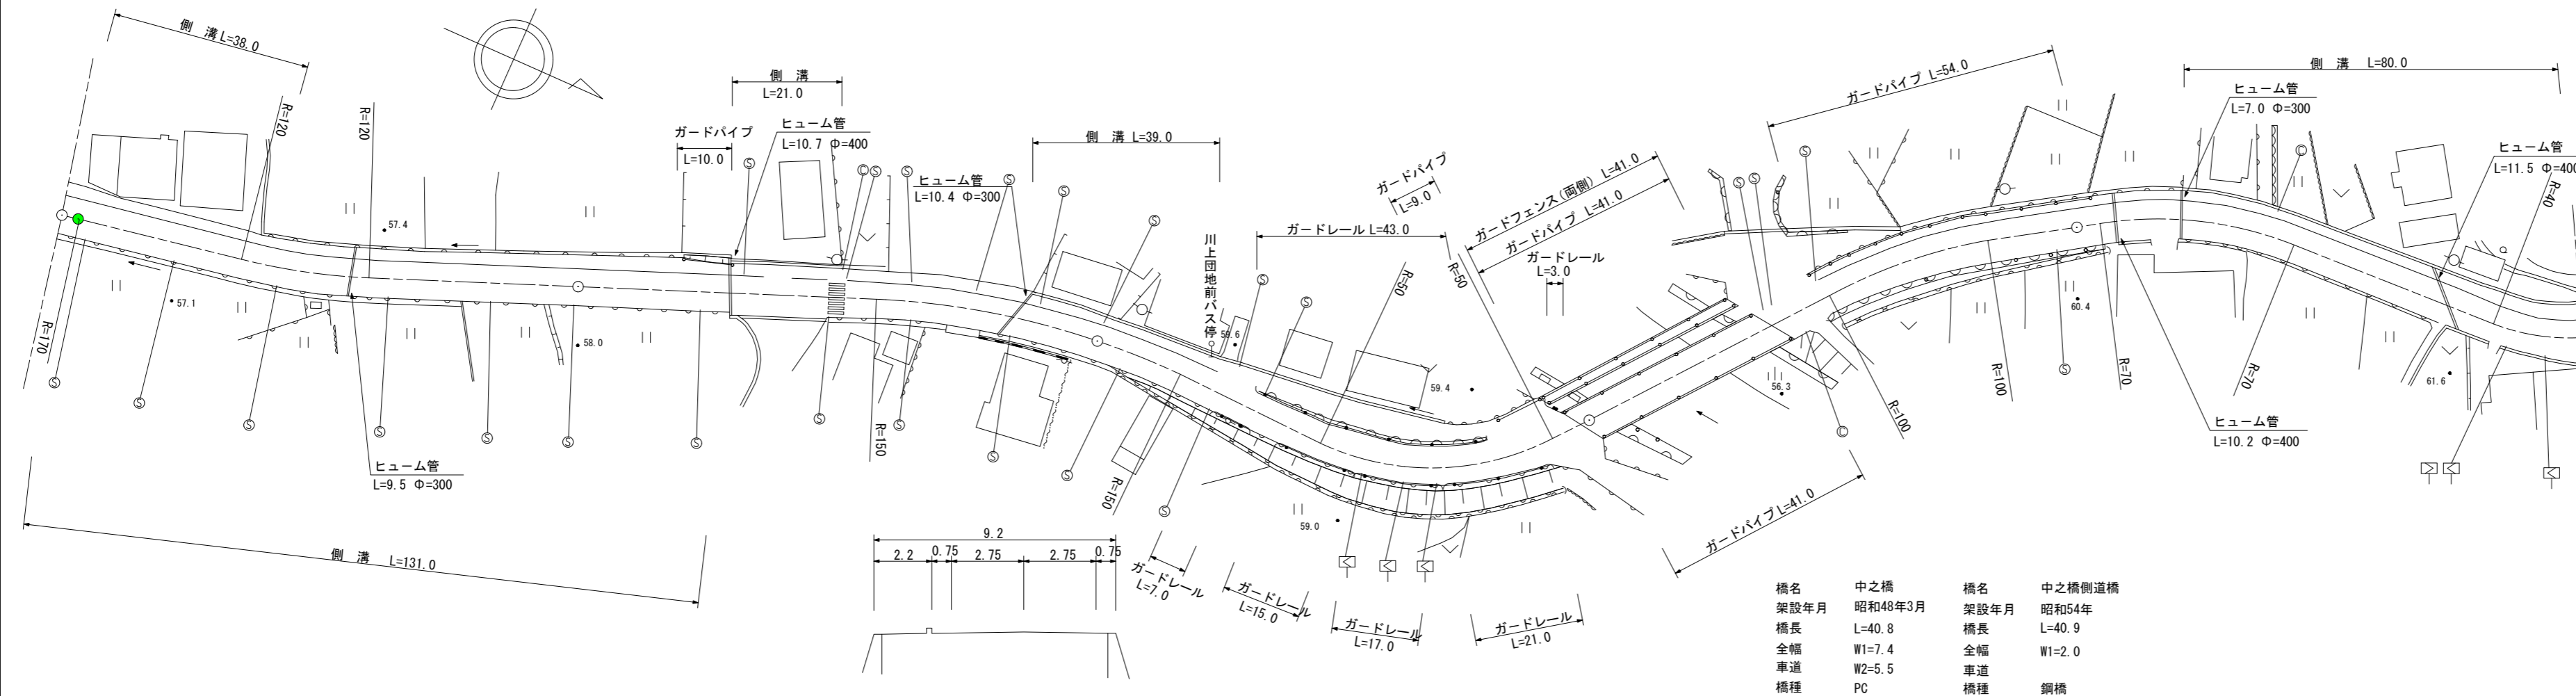 側 溝 L=38.0
R=120
R=120
R=170
57.4
57.1
58.0
側 溝
L=21.0
ガードパイプ
L=10.0
ヒューム管
L=10.7 Φ=400
ヒューム管
L=10.4 Φ=300
側 溝 L=39.0
ヒューム管
L=9.5 Φ=300
側 溝 L=131.0
R=150
R=150
川上団地前バス停
59.6
59.4
59.0
ガードレール L=43.0
ガードパイプ
L=9.0
ガードフェンス(両側) L=41.0
ガードパイプ L=41.0
ガードレール
L=3.0
R=50
R=50
9.2
2.2 0.75 2.75 2.75 0.75
ガードレール
L=7.0
ガードレール
L=15.0
ガードレール
L=17.0
ガードレール
L=21.0
ガードパイプ L=41.0
56.3
R=100
R=100
ガードパイプ L=54.0
60.4
R=70
R=70
側 溝 L=80.0
ヒューム管
L=7.0 Φ=300
ヒューム管
L=11.5 Φ=400
R=40
ヒューム管
L=10.2 Φ=400
61.6
橋名 中之橋 橋名 中之橋側道橋
架設年月 昭和48年3月 架設年月 昭和54年
橋長 L=40.8 橋長 L=40.9
全幅 W1=7.4 全幅 W1=2.0
車道 W2=5.5 車道
橋種 PC 橋種 鋼橋